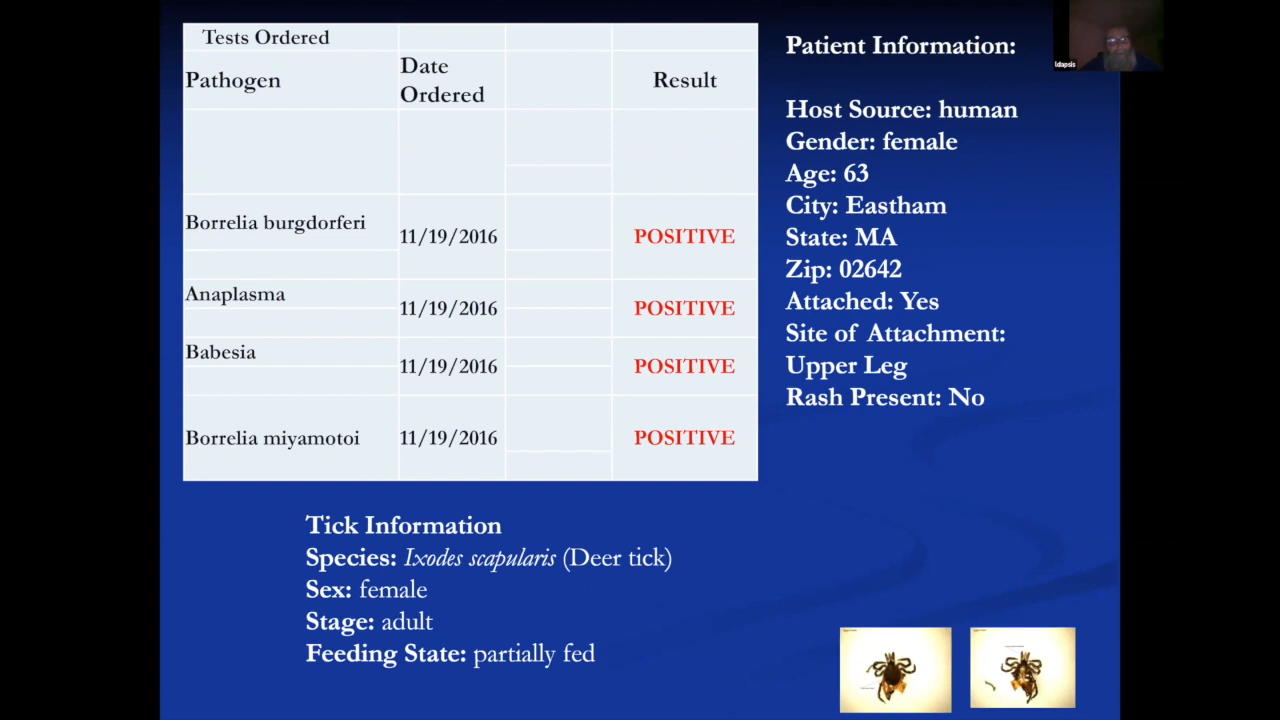 Tests Ordered
Pathogen
Date
Ordered
Result
Borrelia burgdorferi
11/19/2016
POSITIVE
Anaplasma
11/19/2016
POSITIVE
Babesia
11/19/2016
POSITIVE
Borrelia miyamotoi
11/19/2016
POSITIVE
Patient Information:
Host Source: human
Gender: female
Age: 63
City: Eastham
State: MA
Zip: 02642
Attached: Yes
Site of Attachment:
Upper Leg
Rash Present: No
Tick Information
Species: Ixodes scapularis (Deer tick)
Sex: female
Stage: adult
Feeding State: partially fed